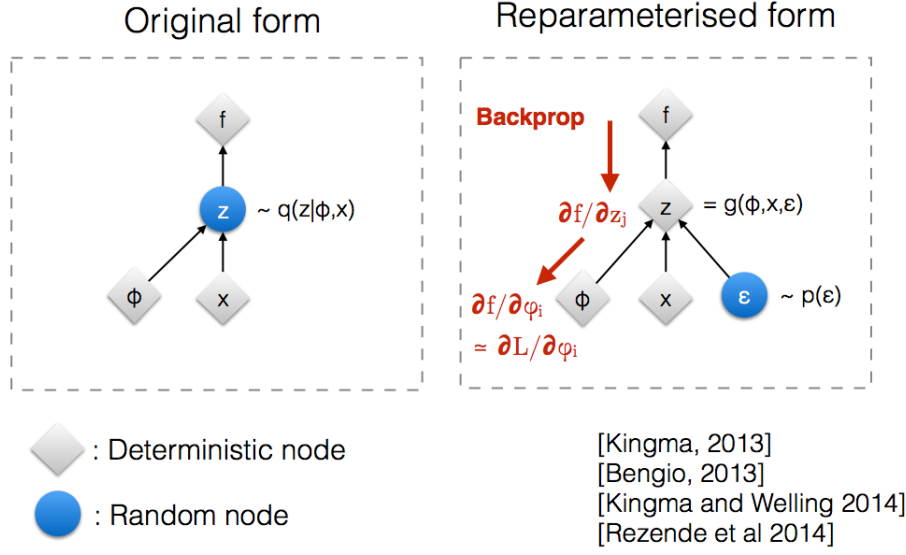 Original form
f
z ~ q(z|φ,x)
φ x
Reparameterised form
Backprop
f
∂f/∂zⱼ
z = g(φ,x,ε)
∂f/∂φᵢ
≃ ∂L/∂φᵢ
φ x ε ~ p(ε)
: Deterministic node
: Random node
[Kingma, 2013]
[Bengio, 2013]
[Kingma and Welling 2014]
[Rezende et al 2014]